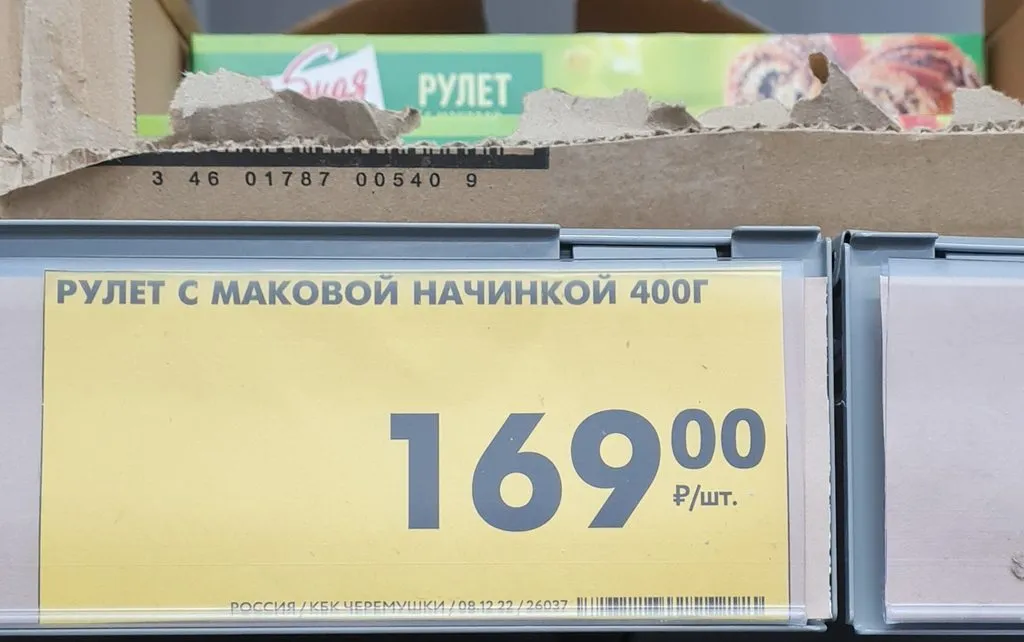 РУЛЕТ
3 46 01787 00540 9
РУЛЕТ С МАКОВОЙ НАЧИНКОЙ 400Г
169 00
₽/шт.
РОССИЯ / КБК ЧЕРЕМУШКИ / 08.12.22 / 26037